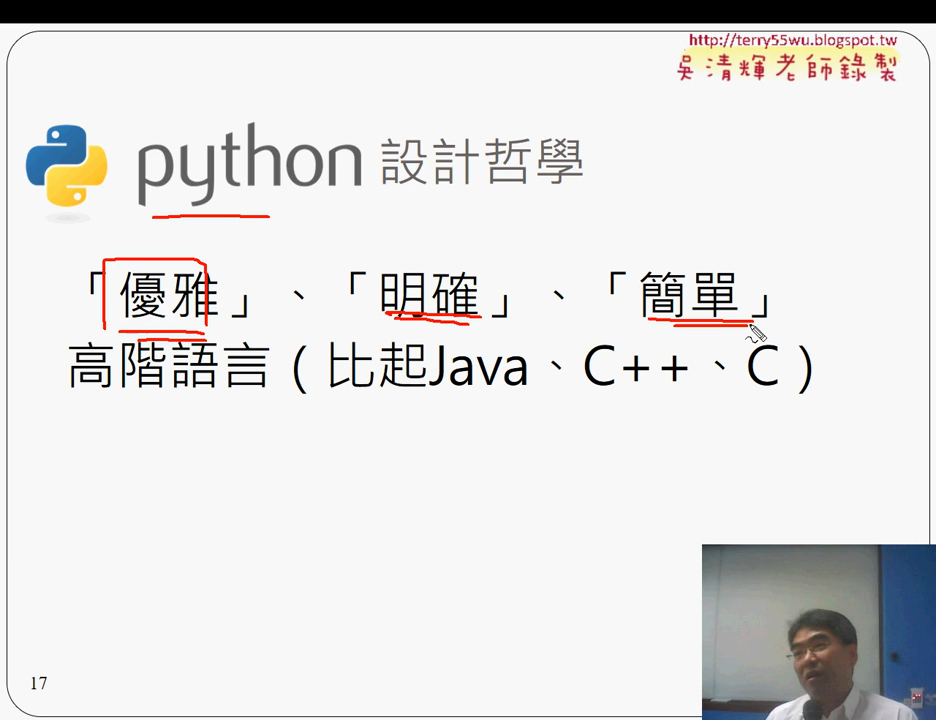 http://terry55wu.blogspot.tw
吳清輝老師錄製
python 設計哲學
「優雅」、「明確」、「簡單」
高階語言(比起Java、C++、C)
17